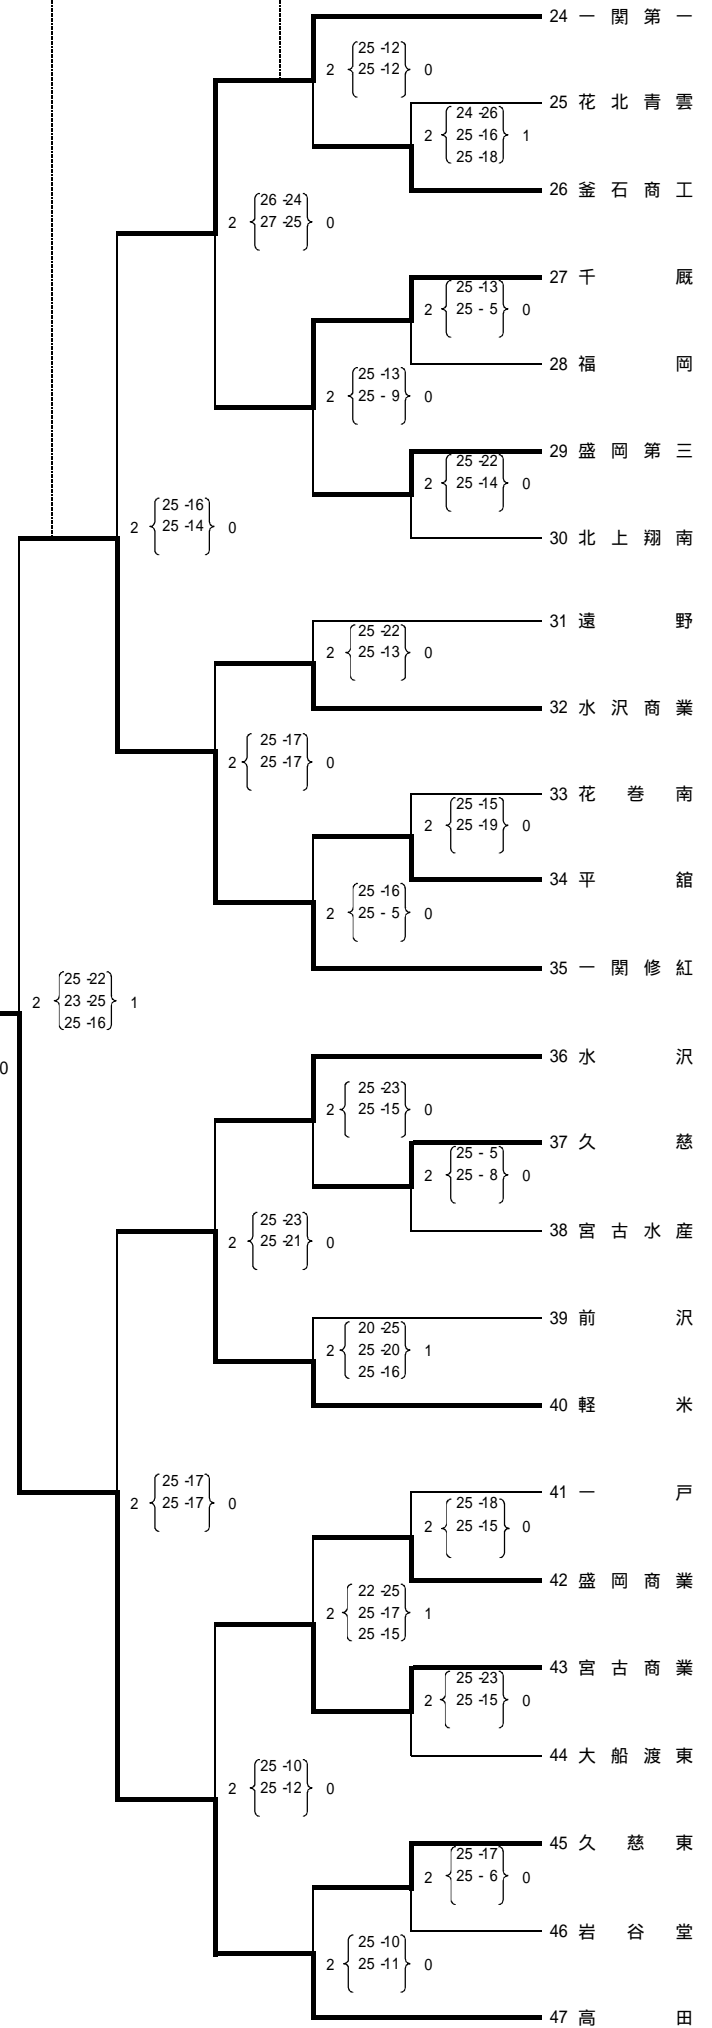 24 一関第一
25 -12
2 25 -12 0
25 花北青雲
24 -26
2 25 -16 1
25 -18
26 釜石商工
26 -24
2 27 -25 0
27 千厩
25 -13
2 25 - 5 0
28 福岡
25 -13
2 25 - 9 0
29 盛岡第三
25 -22
2 25 -14 0
25 -16
2 25 -14 0
30 北上翔南
31 遠野
25 -22
2 25 -13 0
32 水沢商業
25 -17
2 25 -17 0
33 花巻南
25 -15
2 25 -19 0
34 平舘
25 -16
2 25 - 5 0
35 一関修紅
25 -22
2 23 -25 1
25 -16
36 水沢
0
25 -23
2 25 -15 0
37 久慈
25 - 5
2 25 - 8 0
38 宮古水産
25 -23
2 25 -21 0
39 前沢
20 -25
2 25 -20 1
25 -16
40 軽米
25 -17
2 25 -17 0
41 一戸
25 -18
2 25 -15 0
42 盛岡商業
22 -25
2 25 -17 1
25 -15
43 宮古商業
25 -23
2 25 -15 0
44 大船渡東
25 -10
2 25 -12 0
45 久慈東
25 -17
2 25 - 6 0
46 岩谷堂
25 -10
2 25 -11 0
47 高田